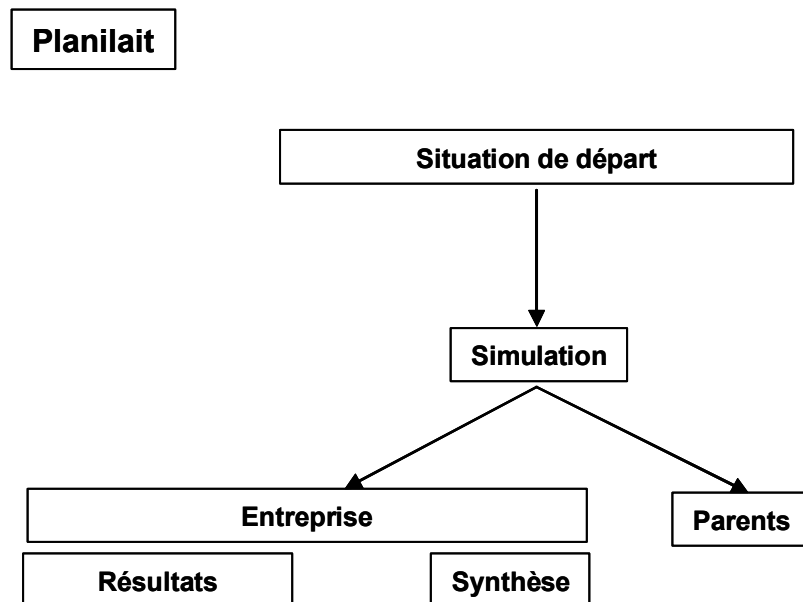 Planilait
Situation de départ
Simulation
Entreprise
Parents
Résultats
Synthèse